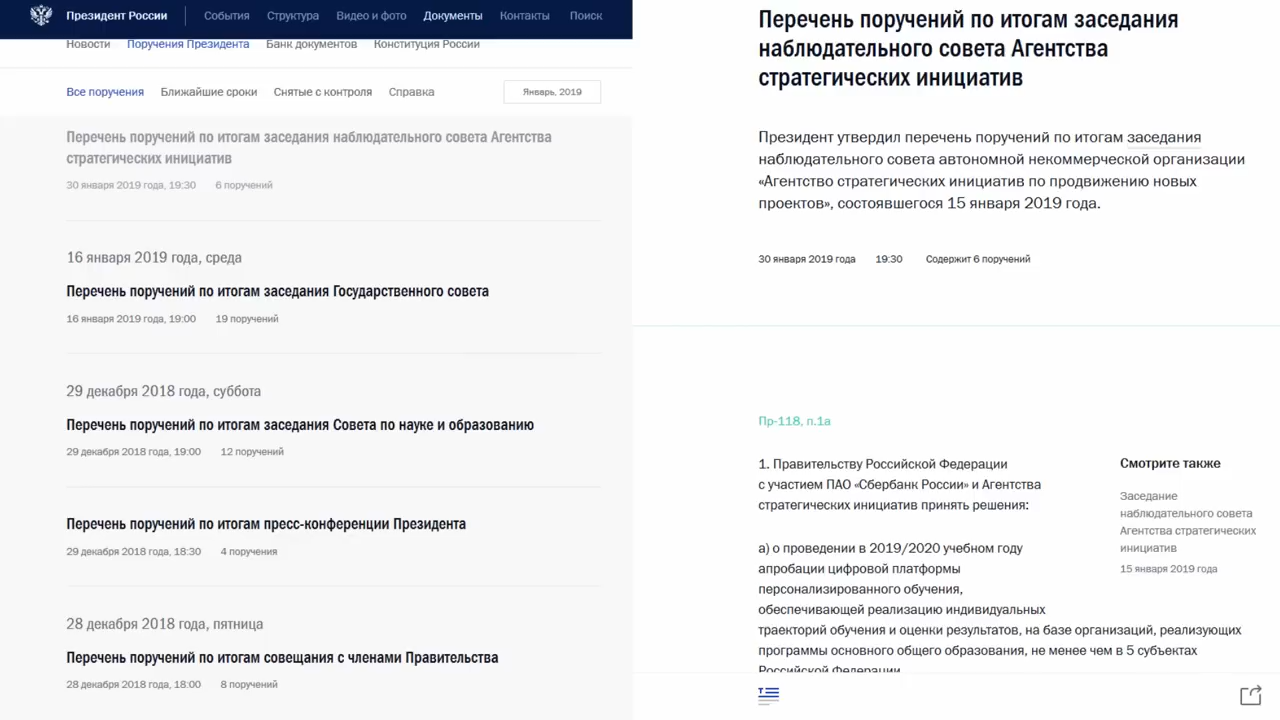 Президент России
События Структура Видео и фото Документы Контакты Поиск
Новости Поручения Президента Банк документов Конституция России
Все поручения Ближайшие сроки Снятые с контроля Справка Январь, 2019
Перечень поручений по итогам заседания наблюдательного совета Агентства
стратегических инициатив
30 января 2019 года, 19:30 6 поручений
16 января 2019 года, среда
Перечень поручений по итогам заседания Государственного совета
16 января 2019 года, 19:00 19 поручений
29 декабря 2018 года, суббота
Перечень поручений по итогам заседания Совета по науке и образованию
29 декабря 2018 года, 19:00 12 поручений
Перечень поручений по итогам пресс-конференции Президента
29 декабря 2018 года, 18:30 4 поручения
28 декабря 2018 года, пятница
Перечень поручений по итогам совещания с членами Правительства
28 декабря 2018 года, 18:00 8 поручений
Перечень поручений по итогам заседания
наблюдательного совета Агентства
стратегических инициатив
Президент утвердил перечень поручений по итогам заседания
наблюдательного совета автономной некоммерческой организации
«Агентство стратегических инициатив по продвижению новых
проектов», состоявшегося 15 января 2019 года.
30 января 2019 года 19:30 Содержит 6 поручений
Пр-118, п.1а
1. Правительству Российской Федерации
с участием ПАО «Сбербанк России» и Агентства
стратегических инициатив принять решения:
а) о проведении в 2019/2020 учебном году
апробации цифровой платформы
персонализированного обучения,
обеспечивающей реализацию индивидуальных
траекторий обучения и оценки результатов, на базе организаций, реализующих
программы основного общего образования, не менее чем в 5 субъектах
Российской Федерации
Смотрите также
Заседание
наблюдательного совета
Агентства стратегических
инициатив
15 января 2019 года